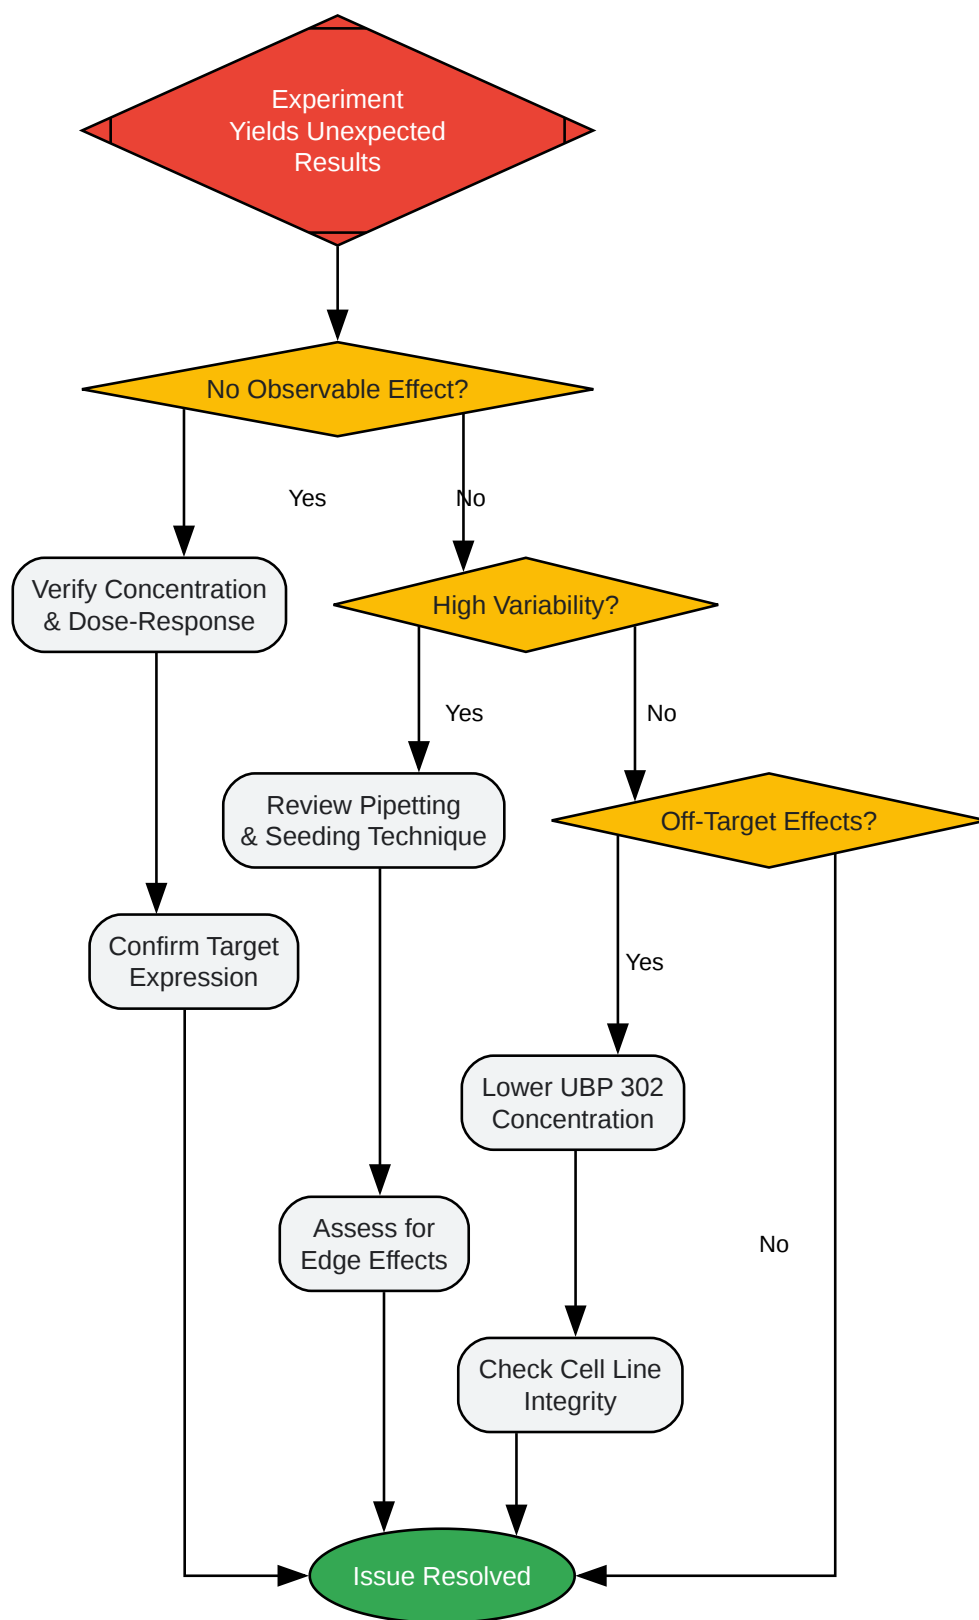 Experiment
Yields Unexpected
Results
No Observable Effect?
Yes
No
Verify Concentration
& Dose-Response
High Variability?
Yes
No
Review Pipetting
& Seeding Technique
Off-Target Effects?
Confirm Target
Expression
Yes
Lower UBP 302
Concentration
Assess for
Edge Effects
No
Check Cell Line
Integrity
Issue Resolved